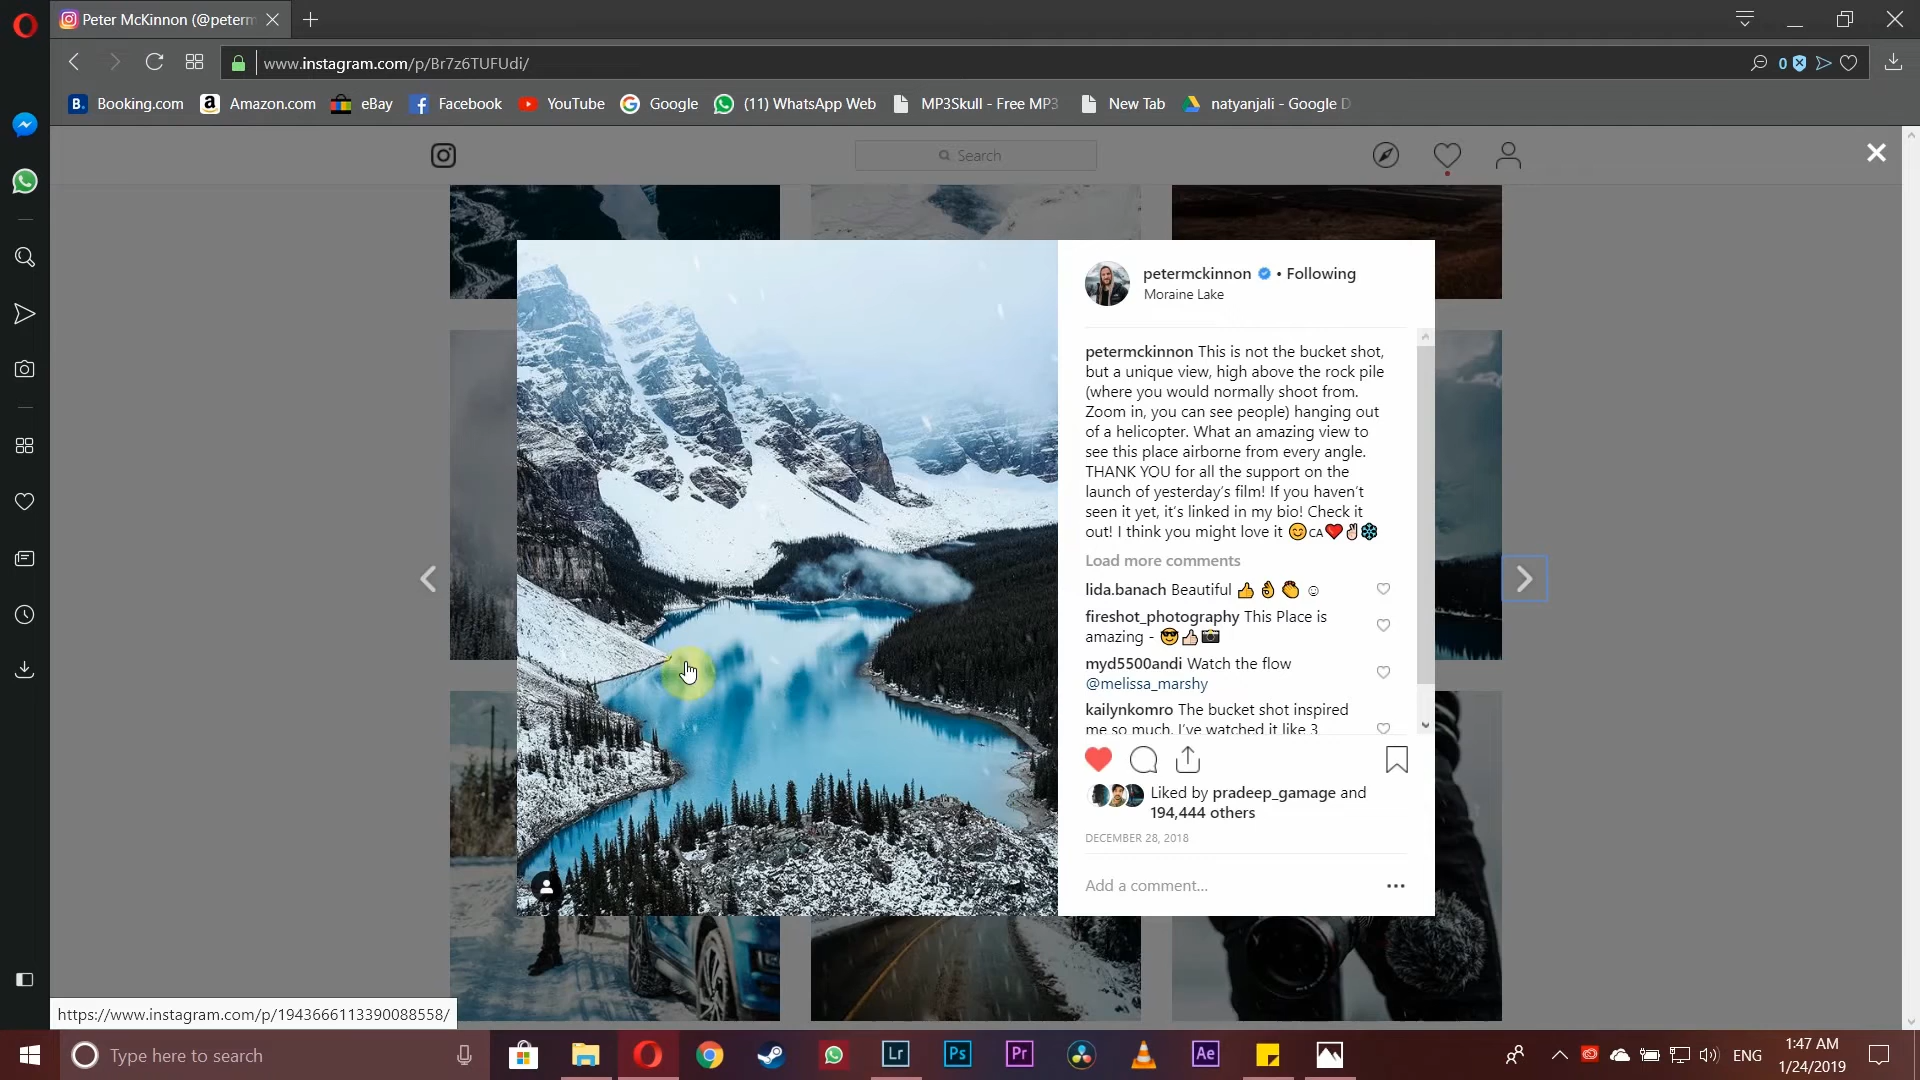 Peter McKinnon (@peterm
www.instagram.com/p/Br7z6TUFUdi/
0
B. Booking.com
a Amazon.com
eBay
Facebook
YouTube
Google
(11) WhatsApp Web
MP3Skull - Free MP3
New Tab
natyanjali - Google D
Search
petermckinnon • Following
Moraine Lake
petermckinnon This is not the bucket shot,
but a unique view, high above the rock pile
(where you would normally shoot from.
Zoom in, you can see people) hanging out
of a helicopter. What an amazing view to
see this place airborne from every angle.
THANK YOU for all the support on the
launch of yesterday's film! If you haven't
seen it yet, it's linked in my bio! Check it
out! I think you might love it 😊CA❤️✌🏻❄️
Load more comments
lida.banach Beautiful 👍👌👏☺
fireshot_photography This Place is
amazing - 😎👍🏻📷
myd5500andi Watch the flow
@melissa_marshy
kailynkomro The bucket shot inspired
me so much. I've watched it like 3
Liked by pradeep_gamage and
194,444 others
DECEMBER 28, 2018
Add a comment...
https://www.instagram.com/p/1943666113390088558/
Type here to search
Lr
Ps
Pr
Ae
ENG
1:47 AM
1/24/2019